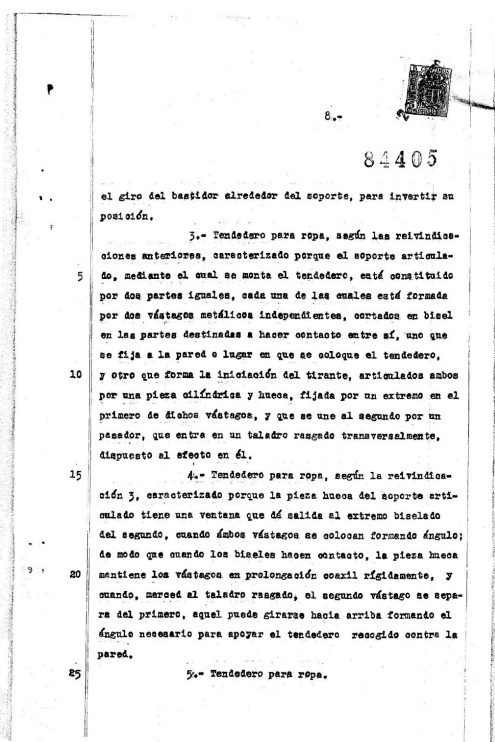 8.-
84405
el giro del bastidor alrededor del soporte, para invertir su
posición.
3.- Tendedero para ropa, según las reivindica-
ciones anteriores, caracterizado porque el soporte articula-
5 do, mediante el cual se monta el tendedero, está constituido
por dos partes iguales, cada una de las cuales está formada
por dos vástagos metálicos independientes, cortados en bisel
en las partes destinadas a hacer contacto entre sí, uno que
se fija a la pared o lugar en que se coloque el tendedero,
10 y otro que forma la iniciación del tirante, articulados ambos
por una pieza cilíndrica y hueca, fijada por un extremo en el
primero de dichos vástagos, y que se une al segundo por un
pasador, que entra en un taladro rasgado transversalmente,
dispuesto al efecto en él.
15 4.- Tendedero para ropa, según la reivindica-
ción 3, caracterizado porque la pieza hueca del soporte arti-
culado tiene una ventana que dá salida al extremo biselado
del segundo, cuando ámbos vástagos se colocan formando ángulo;
de modo que cuando los biseles hacen contacto, la pieza hueca
20 mantiene los vástagos en prolongación coaxil rígidamente, y
cuando, merced al taladro rasgado, el segundo vástago se sepa-
ra del primero, aquel puede girarse hacia arriba formando el
ángulo necesario para apoyar el tendedero recogido contra la
pared.
25 5.- Tendedero para ropa.